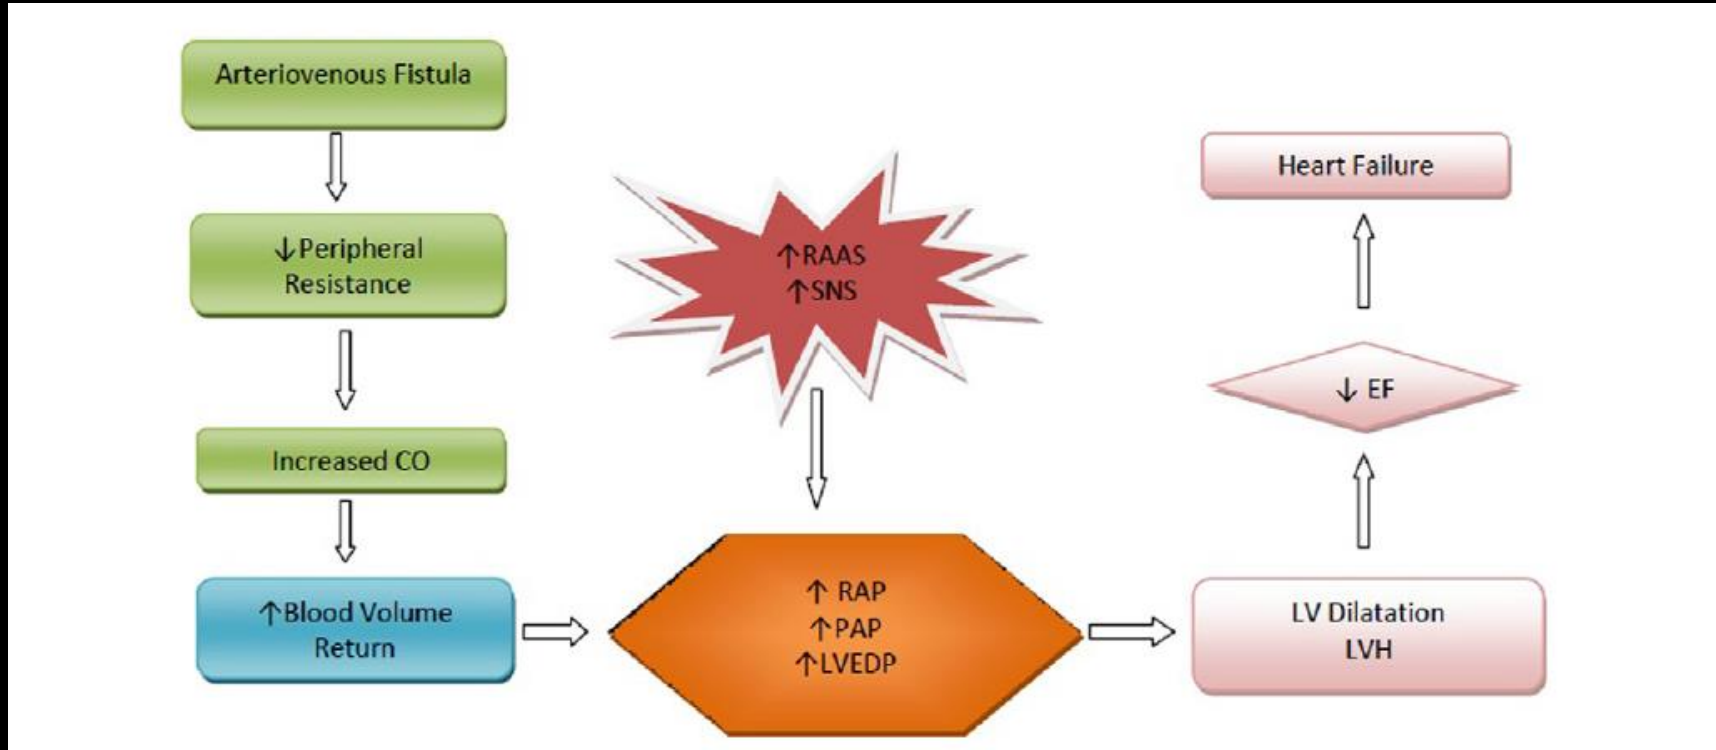 Arteriovenous Fistula
↓Peripheral
Resistance
Increased CO
↑Blood Volume
Return
↑RAAS
↑SNS
↑ RAP
↑PAP
↑LVEDP
LV Dilatation
LVH
↓ EF
Heart Failure